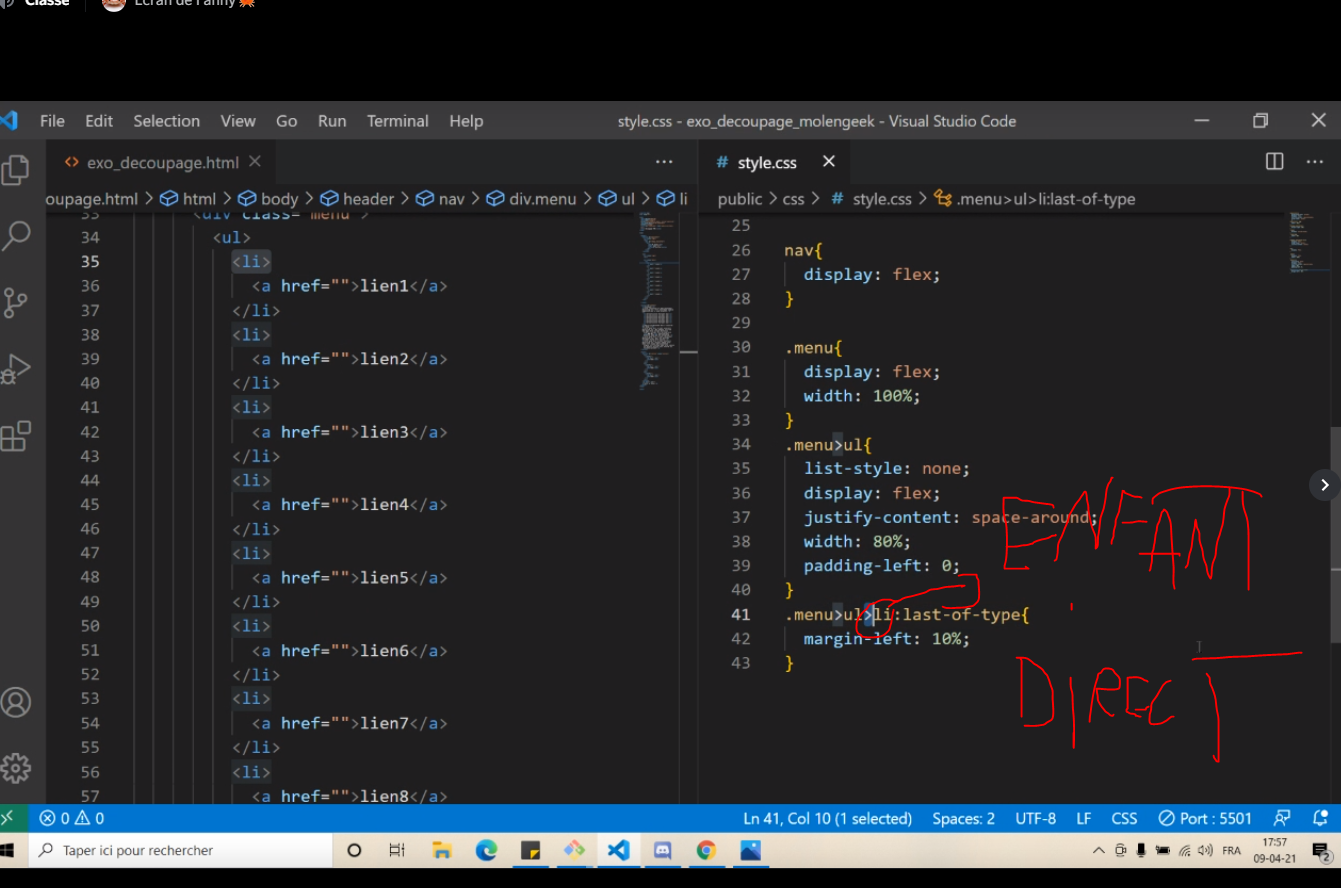 Classe
Écran de Fanny
File Edit Selection View Go Run Terminal Help
style.css - exo_decoupage_molengeek - Visual Studio Code
exo_decoupage.html
oupage.html > html > body > header > nav > div.menu > ul > li
33 <div class="menu">
34 <ul>
35 <li>
36 <a href="">lien1</a>
37 </li>
38 <li>
39 <a href="">lien2</a>
40 </li>
41 <li>
42 <a href="">lien3</a>
43 </li>
44 <li>
45 <a href="">lien4</a>
46 </li>
47 <li>
48 <a href="">lien5</a>
49 </li>
50 <li>
51 <a href="">lien6</a>
52 </li>
53 <li>
54 <a href="">lien7</a>
55 </li>
56 <li>
57 <a href="">lien8</a>
# style.css
public > css > # style.css > .menu>ul>li:last-of-type
25
26 nav{
27 display: flex;
28 }
29
30 .menu{
31 display: flex;
32 width: 100%;
33 }
34 .menu>ul{
35 list-style: none;
36 display: flex;
37 justify-content: space-around;
38 width: 80%;
39 padding-left: 0;
40 }
41 .menu>ul>li:last-of-type{
42 margin-left: 10%;
43 }
ENFANT
DIRECT
0 0
Ln 41, Col 10 (1 selected) Spaces: 2 UTF-8 LF CSS Port : 5501
Taper ici pour rechercher
FRA
17:57
09-04-21
2